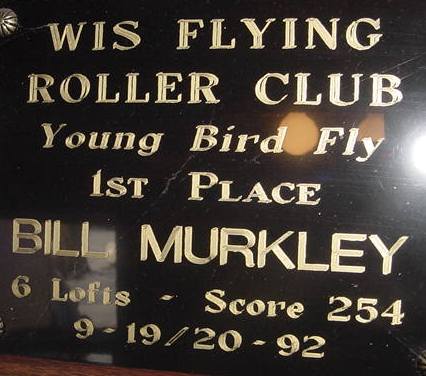 WIS FLYING
ROLLER CLUB
Young Bird Fly
1ST PLACE
BILL MURKLEY
6 Lofts - Score 254
9-19/20-92